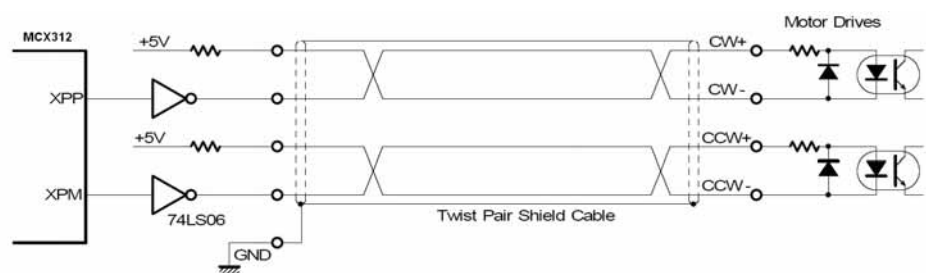 MCX312
Motor Drives
+5V
CW+
XPP
CW-
+5V
CCW+
XPM
CCW-
74LS06
Twist Pair Shield Cable
GND